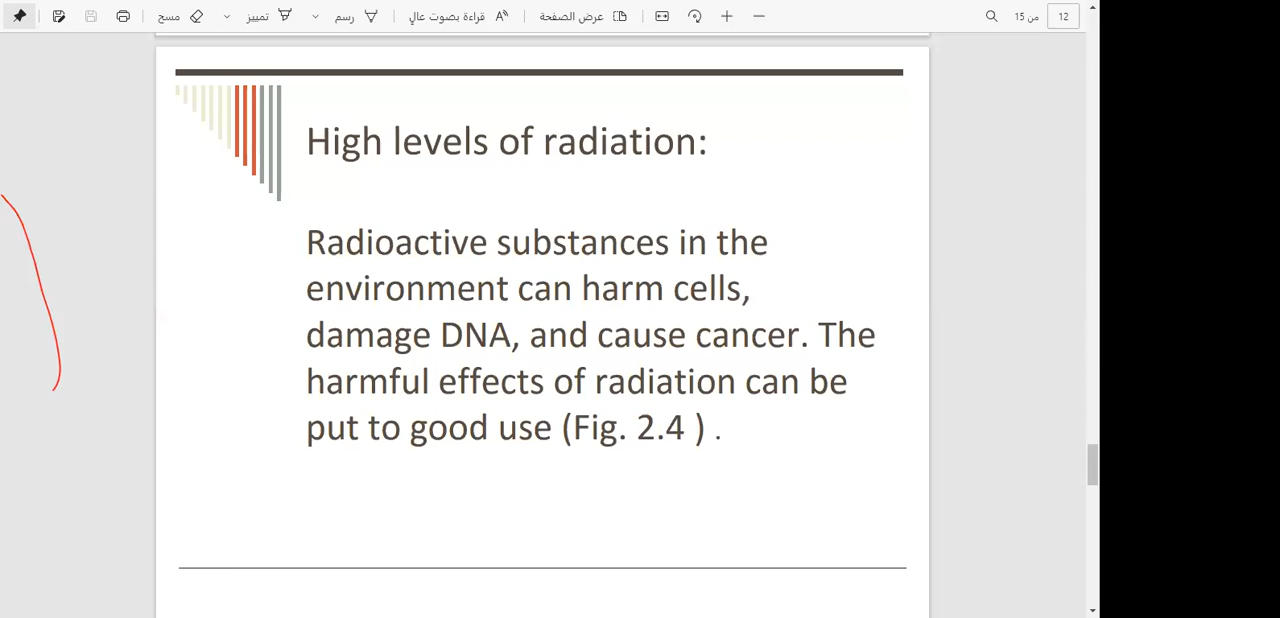 مسح تمييز رسم قراءة بصوت عالٍ عرض الصفحة من 15 12
High levels of radiation:
Radioactive substances in the
environment can harm cells,
damage DNA, and cause cancer. The
harmful effects of radiation can be
put to good use (Fig. 2.4 ) .